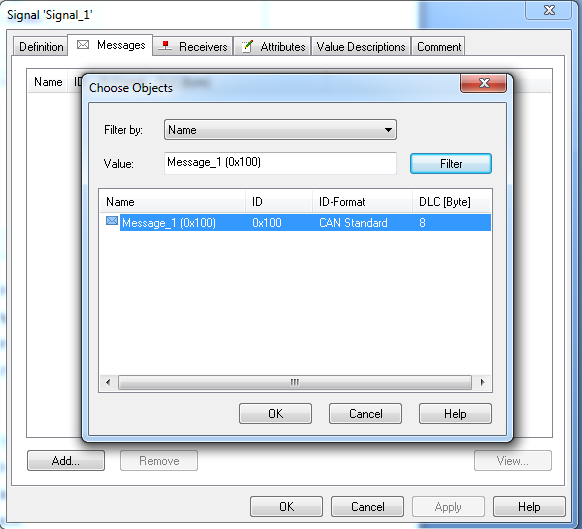 Signal 'Signal_1'
Definition Messages Receivers Attributes Value Descriptions Comment
Name
Choose Objects
Filter by: Name
Value: Message_1 (0x100) Filter
Name ID ID-Format DLC [Byte]
Message_1 (0x100) 0x100 CAN Standard 8
OK Cancel Help
Add... Remove View...
OK Cancel Apply Help